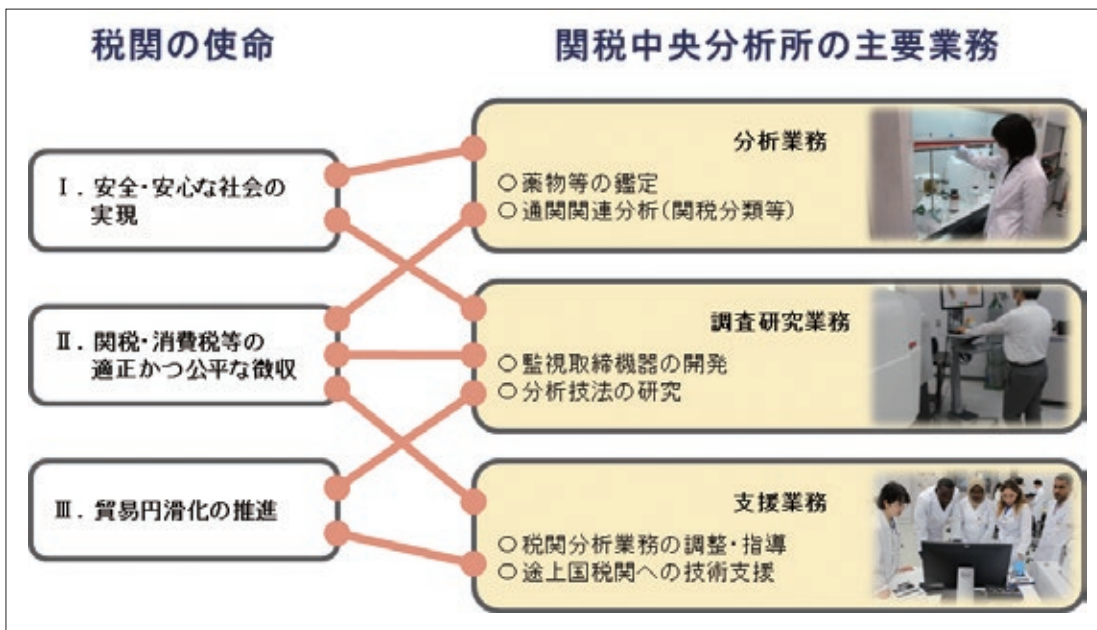 税関の使命
関税中央分析所の主要業務
Ⅰ．安全・安心な社会の
実現
Ⅱ．関税・消費税等の
適正かつ公平な徴収
Ⅲ．貿易円滑化の推進
分析業務
○薬物等の鑑定
○通関関連分析（関税分類等）
調査研究業務
○監視取締機器の開発
○分析技法の研究
支援業務
○税関分析業務の調整・指導
○途上国税関への技術支援